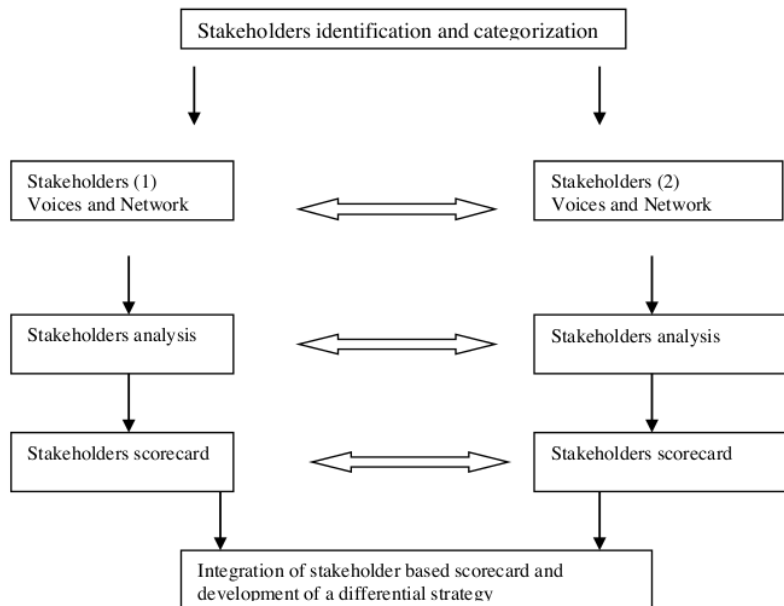 Stakeholders identification and categorization
Stakeholders (1)
Voices and Network
Stakeholders (2)
Voices and Network
Stakeholders analysis
Stakeholders analysis
Stakeholders scorecard
Stakeholders scorecard
Integration of stakeholder based scorecard and
development of a differential strategy